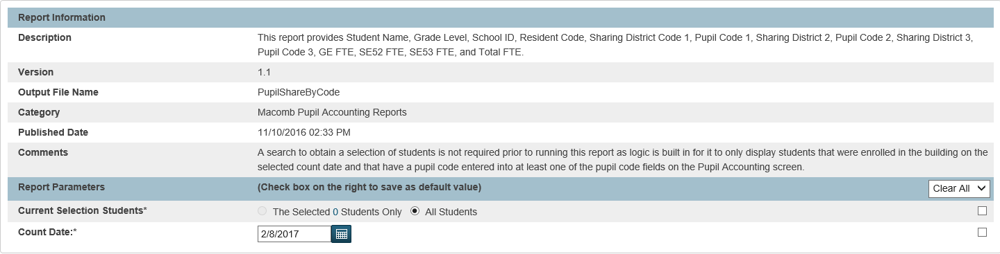 Report Information
Description This report provides Student Name, Grade Level, School ID, Resident Code, Sharing District Code 1, Pupil Code 1, Sharing District 2, Pupil Code 2, Sharing District 3,
Pupil Code 3, GE FTE, SE52 FTE, SE53 FTE, and Total FTE.
Version 1.1
Output File Name PupilShareByCode
Category Macomb Pupil Accounting Reports
Published Date 11/10/2016 02:33 PM
Comments A search to obtain a selection of students is not required prior to running this report as logic is built in for it to only display students that were enrolled in the building on the
selected count date and that have a pupil code entered into at least one of the pupil code fields on the Pupil Accounting screen.
Report Parameters (Check box on the right to save as default value) Clear All
Current Selection Students* The Selected 0 Students Only All Students
Count Date:* 2/8/2017